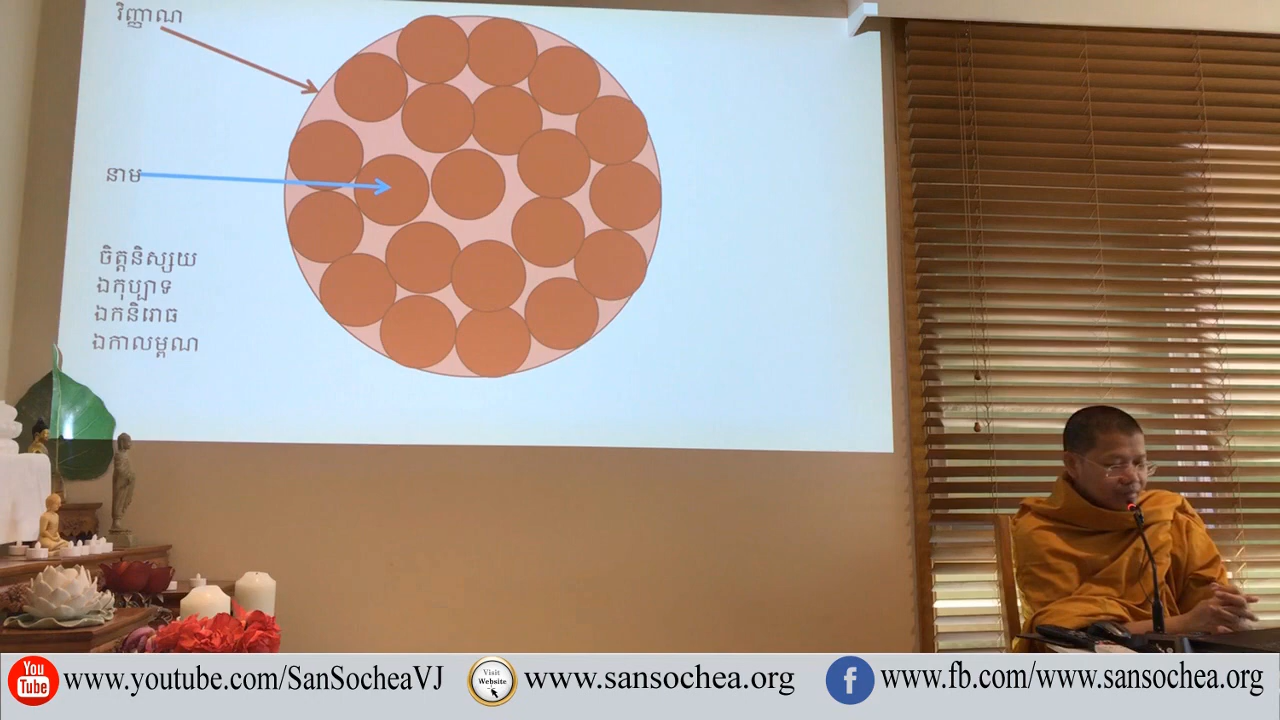 វិញ្ញាណ
នាម
ចិត្តនិស្សយ
ឯកុប្បាទ
ឯកនិរោធ
ឯកាលម្ពណ
You Tube www.youtube.com/SanSocheaVJ Visit Website www.sansochea.org f www.fb.com/www.sansochea.org